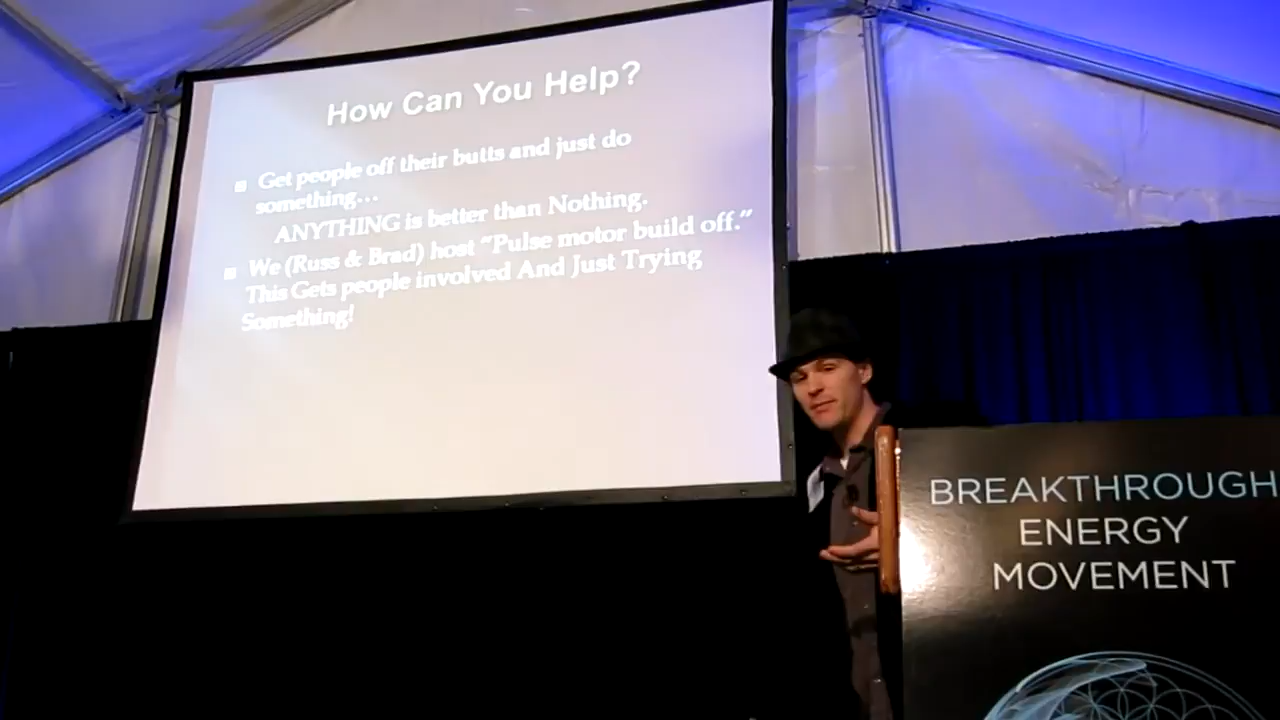 How Can You Help?
Get people off their butts and just do
something...
ANYTHING is better than Nothing.
We (Russ & Brad) host "Pulse motor build off."
This Gets people involved And Just Trying
Something!
BREAKTHROUGH
ENERGY
MOVEMENT